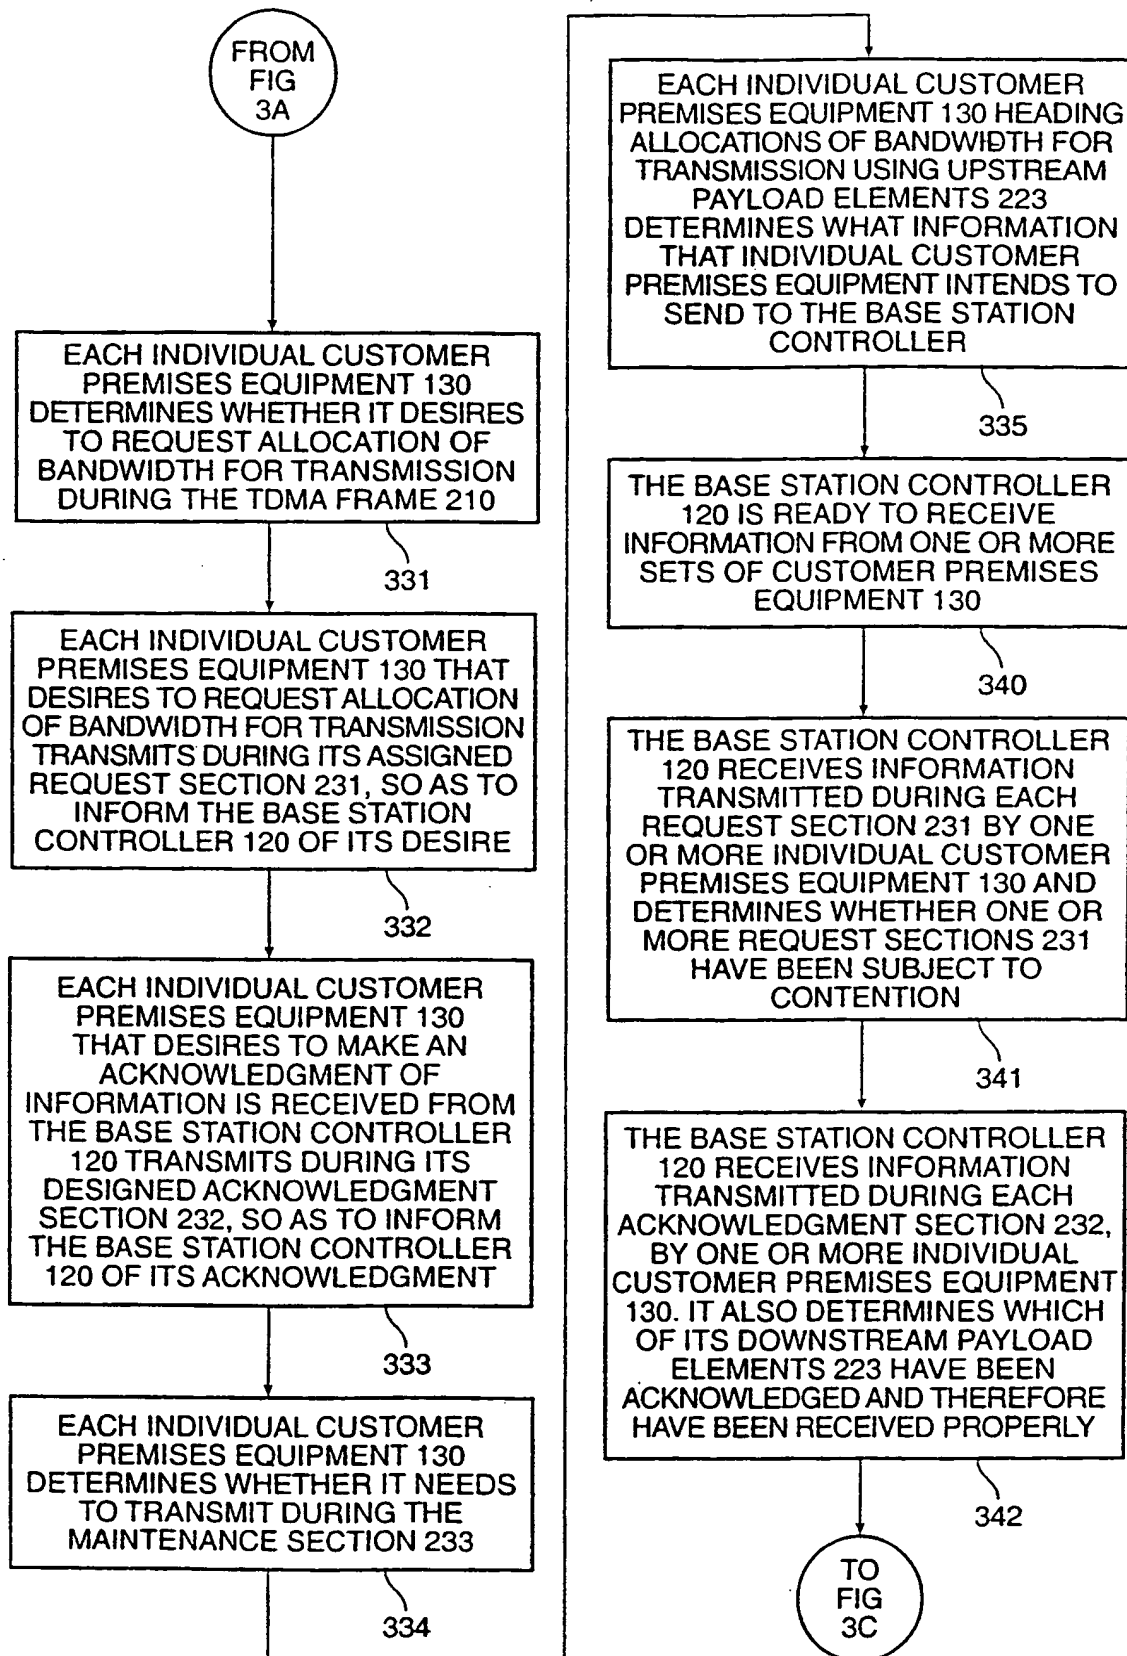 FROM
FIG
3A
EACH INDIVIDUAL CUSTOMER
PREMISES EQUIPMENT 130
DETERMINES WHETHER IT DESIRES
TO REQUEST ALLOCATION OF
BANDWIDTH FOR TRANSMISSION
DURING THE TDMA FRAME 210
331
EACH INDIVIDUAL CUSTOMER
PREMISES EQUIPMENT 130 THAT
DESIRES TO REQUEST ALLOCATION
OF BANDWIDTH FOR TRANSMISSION
TRANSMITS DURING ITS ASSIGNED
REQUEST SECTION 231, SO AS TO
INFORM THE BASE STATION
CONTROLLER 120 OF ITS DESIRE
332
EACH INDIVIDUAL CUSTOMER
PREMISES EQUIPMENT 130
THAT DESIRES TO MAKE AN
ACKNOWLEDGMENT OF
INFORMATION IS RECEIVED FROM
THE BASE STATION CONTROLLER
120 TRANSMITS DURING ITS
DESIGNED ACKNOWLEDGMENT
SECTION 232, SO AS TO INFORM
THE BASE STATION CONTROLLER
120 OF ITS ACKNOWLEDGMENT
333
EACH INDIVIDUAL CUSTOMER
PREMISES EQUIPMENT 130
DETERMINES WHETHER IT NEEDS
TO TRANSMIT DURING THE
MAINTENANCE SECTION 233
334
EACH INDIVIDUAL CUSTOMER
PREMISES EQUIPMENT 130 HEADING
ALLOCATIONS OF BANDWIDTH FOR
TRANSMISSION USING UPSTREAM
PAYLOAD ELEMENTS 223
DETERMINES WHAT INFORMATION
THAT INDIVIDUAL CUSTOMER
PREMISES EQUIPMENT INTENDS TO
SEND TO THE BASE STATION
CONTROLLER
335
THE BASE STATION CONTROLLER
120 IS READY TO RECEIVE
INFORMATION FROM ONE OR MORE
SETS OF CUSTOMER PREMISES
EQUIPMENT 130
340
THE BASE STATION CONTROLLER
120 RECEIVES INFORMATION
TRANSMITTED DURING EACH
REQUEST SECTION 231 BY ONE
OR MORE INDIVIDUAL CUSTOMER
PREMISES EQUIPMENT 130 AND
DETERMINES WHETHER ONE OR
MORE REQUEST SECTIONS 231
HAVE BEEN SUBJECT TO
CONTENTION
341
THE BASE STATION CONTROLLER
120 RECEIVES INFORMATION
TRANSMITTED DURING EACH
ACKNOWLEDGMENT SECTION 232,
BY ONE OR MORE INDIVIDUAL
CUSTOMER PREMISES EQUIPMENT
130. IT ALSO DETERMINES WHICH
OF ITS DOWNSTREAM PAYLOAD
ELEMENTS 223 HAVE BEEN
ACKNOWLEDGED AND THEREFORE
HAVE BEEN RECEIVED PROPERLY
342
TO
FIG
3C